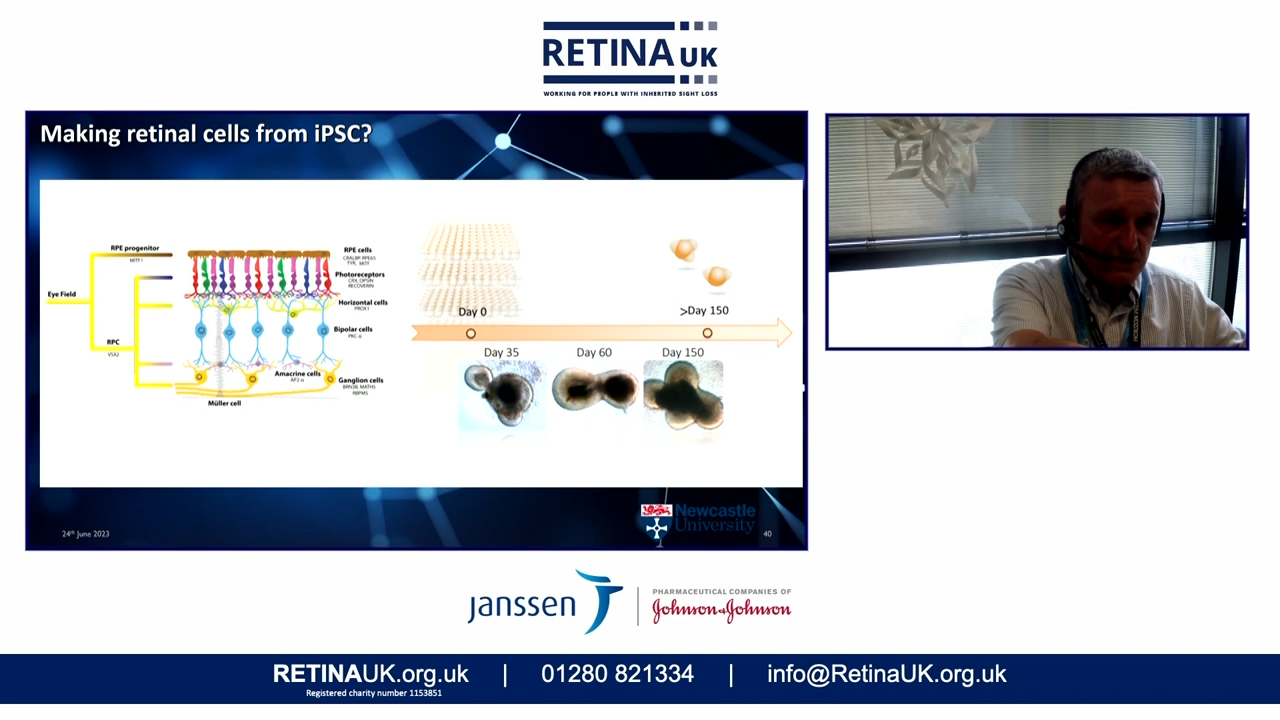 RETINA UK
WORKING FOR PEOPLE WITH INHERITED SIGHT LOSS
Making retinal cells from iPSC?
Eye Field
RPE progenitor
MITF1
RPC
VSX2
RPE cells
CRALBP, RPE65
TYR, MITF
Photoreceptors
CRX, OPSIN
RECOVERIN
Horizontal cells
PROX1
Bipolar cells
PKC-α
Amacrine cells
AP2-α
Ganglion cells
BRN3B, MATH5
RBPMS
Müller cell
Day 0
>Day 150
Day 35
Day 60
Day 150
24th June 2023
Newcastle
University
40
janssen
PHARMACEUTICAL COMPANIES OF
Johnson & Johnson
RETINAUK.org.uk | 01280 821334 | info@RetinaUK.org.uk
Registered charity number 1153851